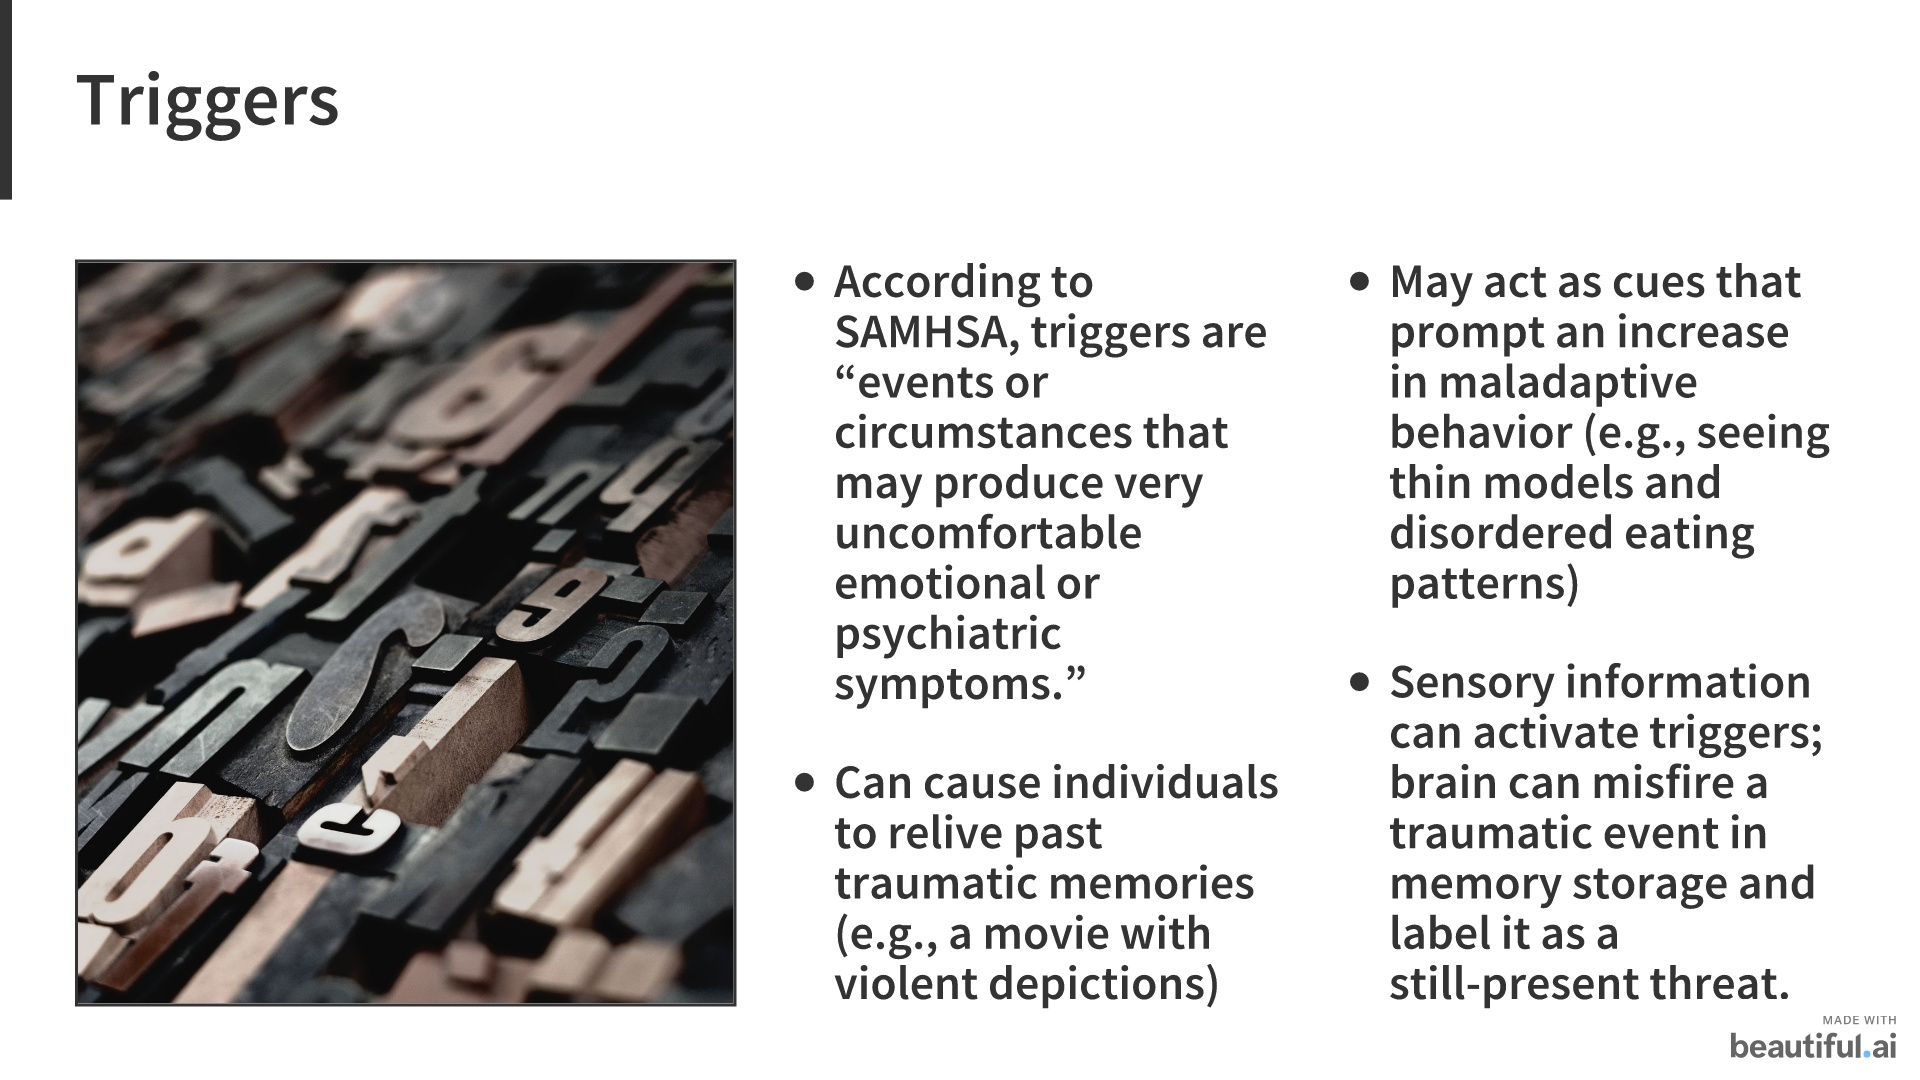 Triggers
• According to
SAMHSA, triggers are
“events or
circumstances that
may produce very
uncomfortable
emotional or
psychiatric
symptoms.”
• Can cause individuals
to relive past
traumatic memories
(e.g., a movie with
violent depictions)
• May act as cues that
prompt an increase
in maladaptive
behavior (e.g., seeing
thin models and
disordered eating
patterns)
• Sensory information
can activate triggers;
brain can misfire a
traumatic event in
memory storage and
label it as a
still-present threat.
MADE WITH
beautiful.ai